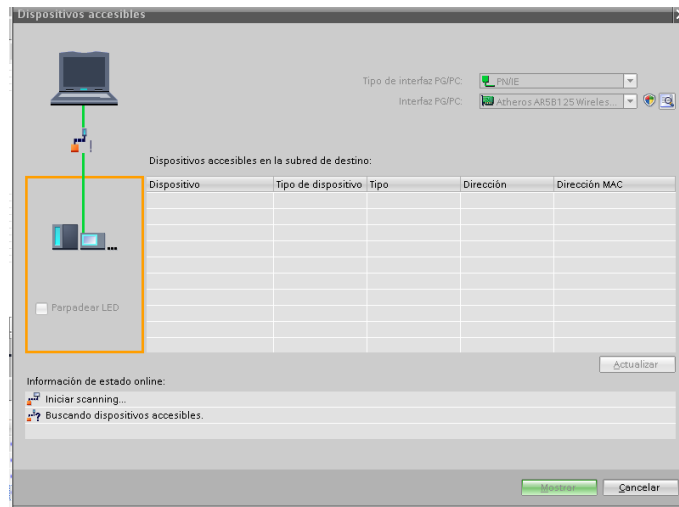 Dispositivos accesibles
Tipo de interfaz PG/PC: PN/IE
Interfaz PG/PC: Atheros AR5B125 Wireles...
Dispositivos accesibles en la subred de destino:
Dispositivo Tipo de dispositivo Tipo Dirección Dirección MAC
Parpadear LED
Actualizar
Información de estado online:
Iniciar scanning...
Buscando dispositivos accesibles.
Mostrar Cancelar